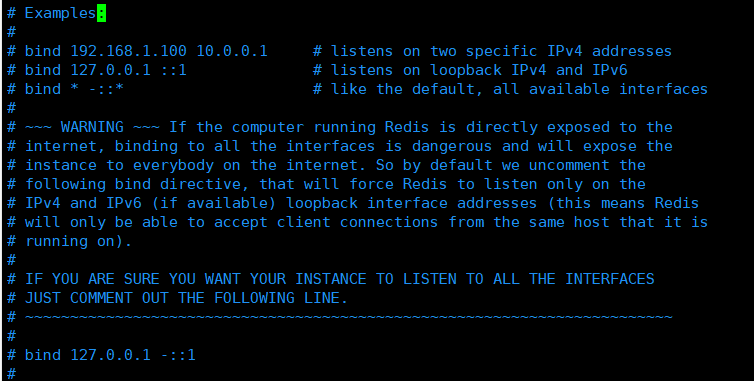 # Examples:
#
# bind 192.168.1.100 10.0.0.1     # listens on two specific IPv4 addresses
# bind 127.0.0.1 ::1              # listens on loopback IPv4 and IPv6
# bind * -::*                     # like the default, all available interfaces
#
# ~~~ WARNING ~~~ If the computer running Redis is directly exposed to the
# internet, binding to all the interfaces is dangerous and will expose the
# instance to everybody on the internet. So by default we uncomment the
# following bind directive, that will force Redis to listen only on the
# IPv4 and IPv6 (if available) loopback interface addresses (this means Redis
# will only be able to accept client connections from the same host that it is
# running on).
#
# IF YOU ARE SURE YOU WANT YOUR INSTANCE TO LISTEN TO ALL THE INTERFACES
# JUST COMMENT OUT THE FOLLOWING LINE.
# ~~~~~~~~~~~~~~~~~~~~~~~~~~~~~~~~~~~~~~~~~~~~~~~~~~~~~~~~~~~~~~~~~~~~~~~~
#
# bind 127.0.0.1 -::1
#